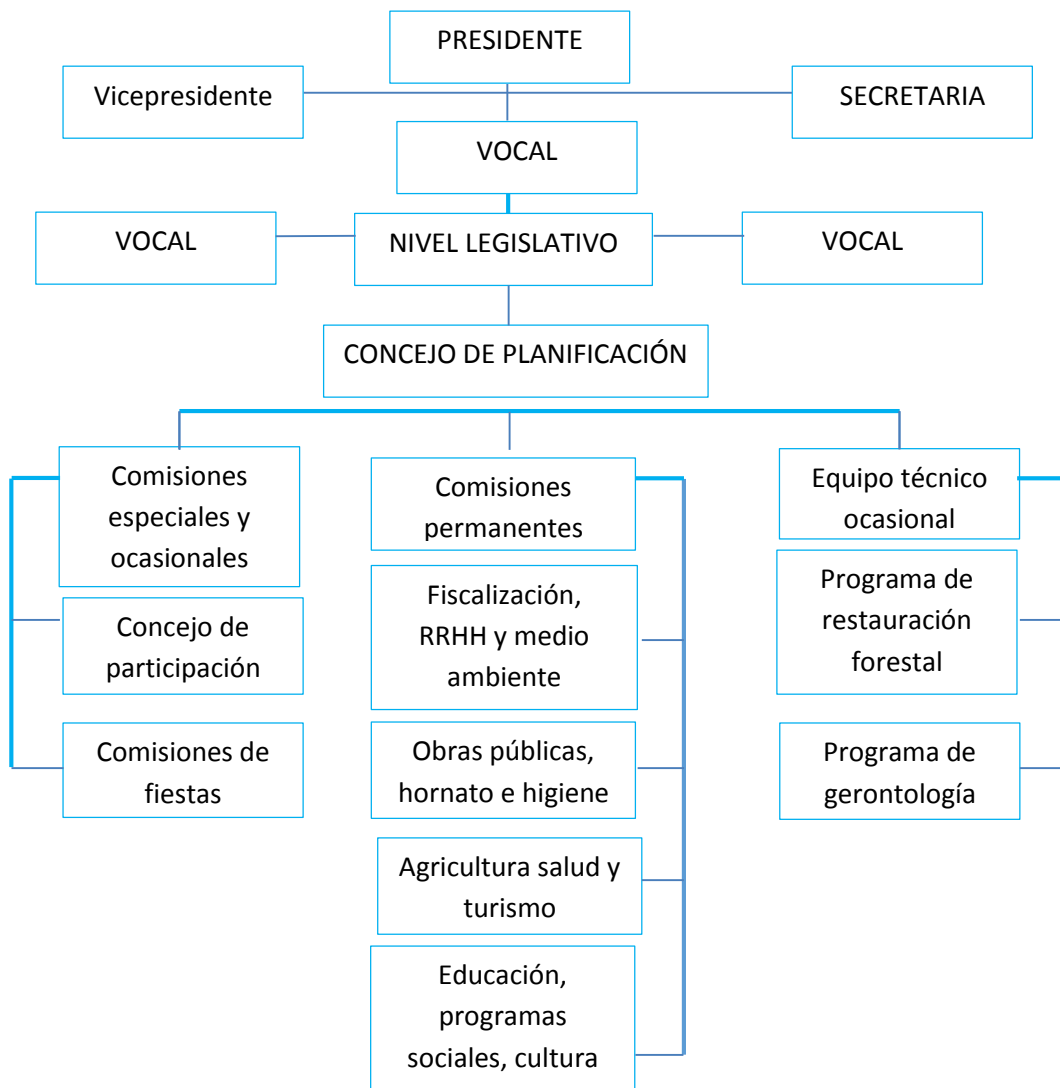 PRESIDENTE
Vicepresidente
SECRETARIA
VOCAL
VOCAL
NIVEL LEGISLATIVO
VOCAL
CONCEJO DE PLANIFICACIÓN
Comisiones
especiales y
ocasionales
Concejo de
participación
Comisiones de
fiestas
Comisiones
permanentes
Fiscalización,
RRHH y medio
ambiente
Obras públicas,
hornato e higiene
Agricultura salud y
turismo
Educación,
programas
sociales, cultura
Equipo técnico
ocasional
Programa de
restauración
forestal
Programa de
gerontología